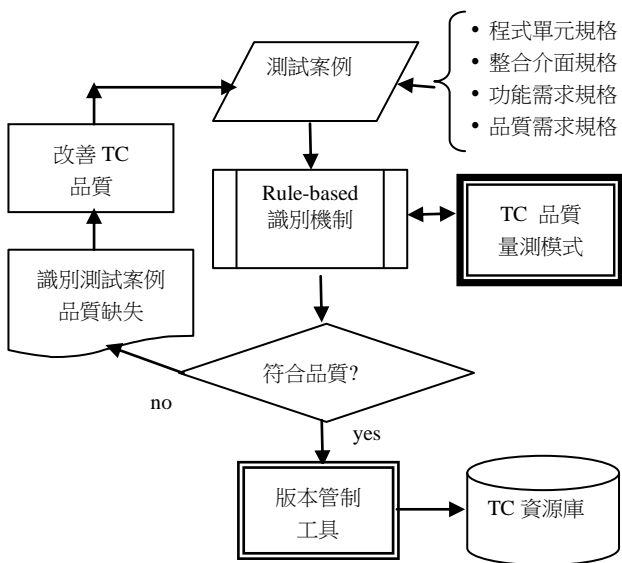 測試案例
• 程式單元規格
• 整合介面規格
• 功能需求規格
• 品質需求規格
改善 TC
品質
Rule-based
識別機制
TC 品質
量測模式
識別測試案例
品質缺失
符合品質?
no
yes
版本管制
工具
TC 資源庫